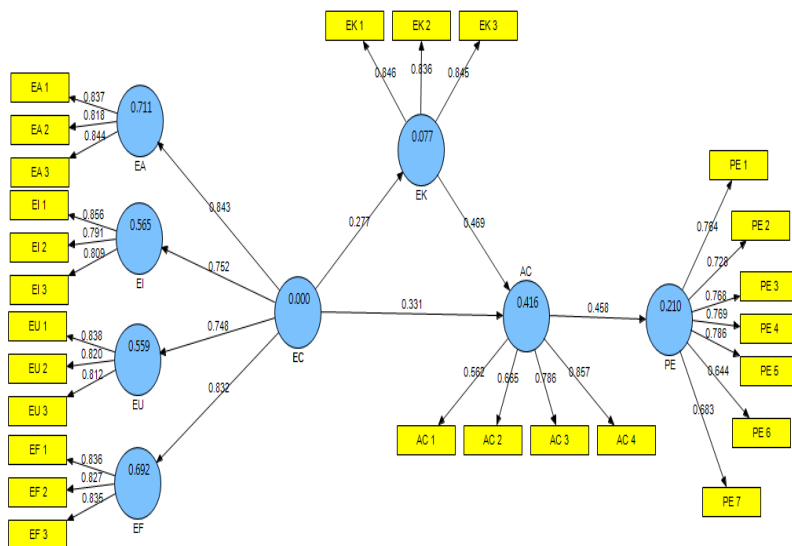 EK 1
EK 2
EK 3
0.846
0.836
0.845
0.077
EK
EA 1
EA 2
EA 3
0.837
0.818
0.844
0.711
EA
EI 1
EI 2
EI 3
0.856
0.791
0.809
0.565
EI
EU 1
EU 2
EU 3
0.838
0.820
0.812
0.559
EU
EF 1
EF 2
EF 3
0.836
0.827
0.835
0.692
EF
0.843
0.752
0.748
0.832
0.277
0.469
0.000
EC
0.331
AC
0.416
0.458
0.562
0.665
0.786
0.857
AC 1
AC 2
AC 3
AC 4
0.210
PE
0.764
0.728
0.768
0.769
0.786
0.644
0.683
PE 1
PE 2
PE 3
PE 4
PE 5
PE 6
PE 7